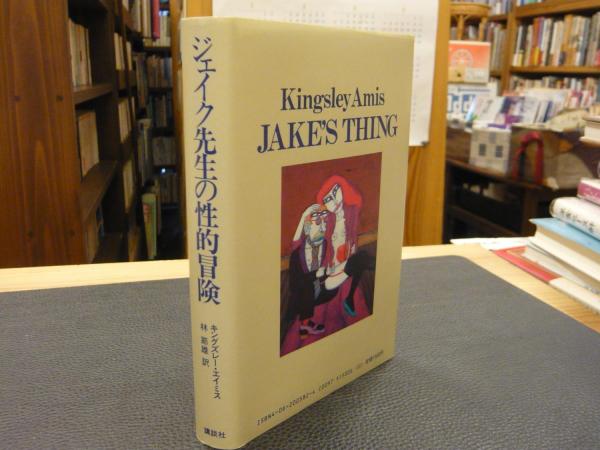 ジェイク先生の性的冒険
キングズレー・エイミス
林 節雄 訳
講談社
Kingsley Amis
JAKE'S THING